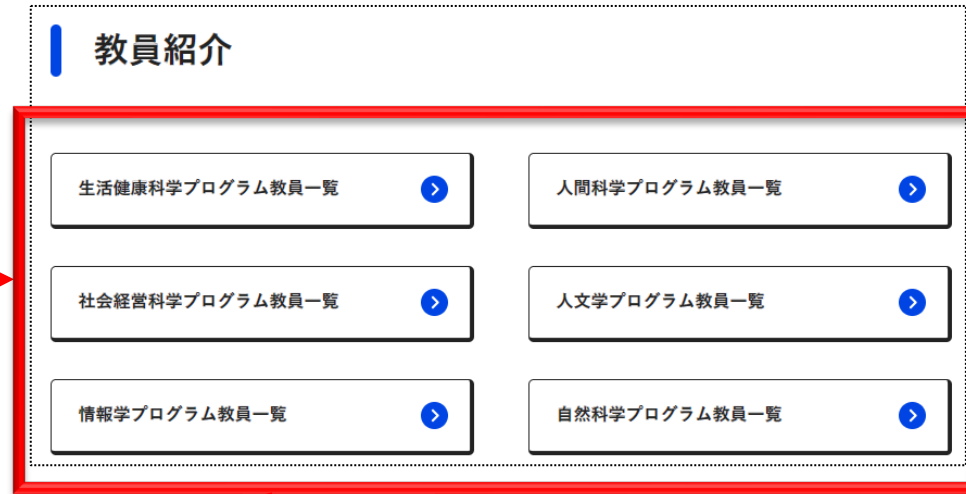 教員紹介
生活健康科学プログラム教員一覧
人間科学プログラム教員一覧
社会経営科学プログラム教員一覧
人文学プログラム教員一覧
情報学プログラム教員一覧
自然科学プログラム教員一覧